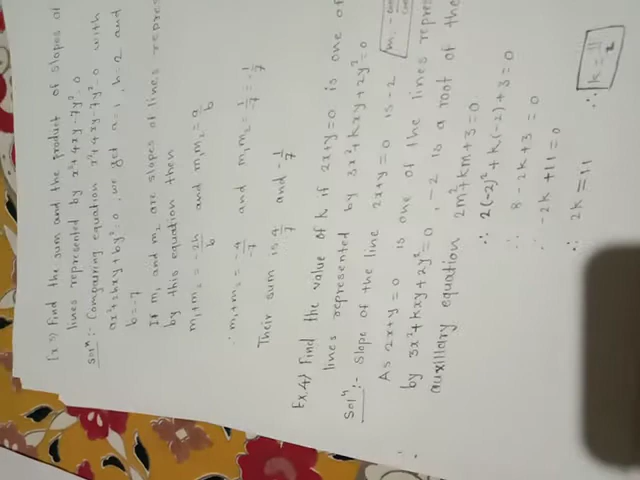 Ex 3) Find the sum and the product of slopes of
lines represented by x²+4xy-7y²=0
Solⁿ:- Comparing equation x²+4xy-7y²=0 with
ax²+2hxy+by²=0, we get a=1, h=2 and
b=-7
If m₁ and m₂ are slopes of lines
by this equation then
m₁+m₂ = -2h/b and m₁m₂ = a/b
∴ m₁+m₂ = -4/-7 and m₁m₂ = 1/-7 = -1/7
Their sum is 4/7 and -1/7
Ex.4) Find the value of k if 2x+y=0 is one of
lines represented by 3x²+kxy+2y²=0
Solⁿ:- slope of the line 2x+y=0 is -2
As 2x+y=0 is one of the lines
by 3x²+kxy+2y²=0, -2 is a root of the
auxillary equation 2m²+km+3=0
∴ 2(-2)²+k(-2)+3=0
∴ 8-2k+3=0
∴ -2k+11=0
∴ 2k=11
∴ k=11/2